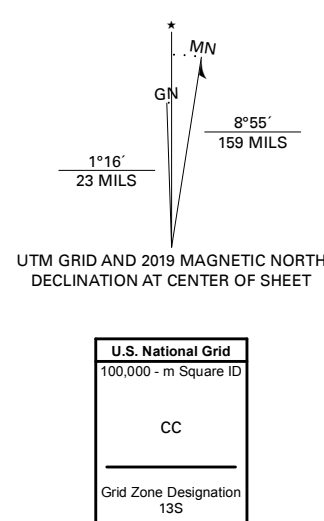 ★
MN
GN
8°55´
159 MILS
1°16´
23 MILS
UTM GRID AND 2019 MAGNETIC NORTH
DECLINATION AT CENTER OF SHEET
U.S. National Grid
100,000 - m Square ID
CC
Grid Zone Designation
13S